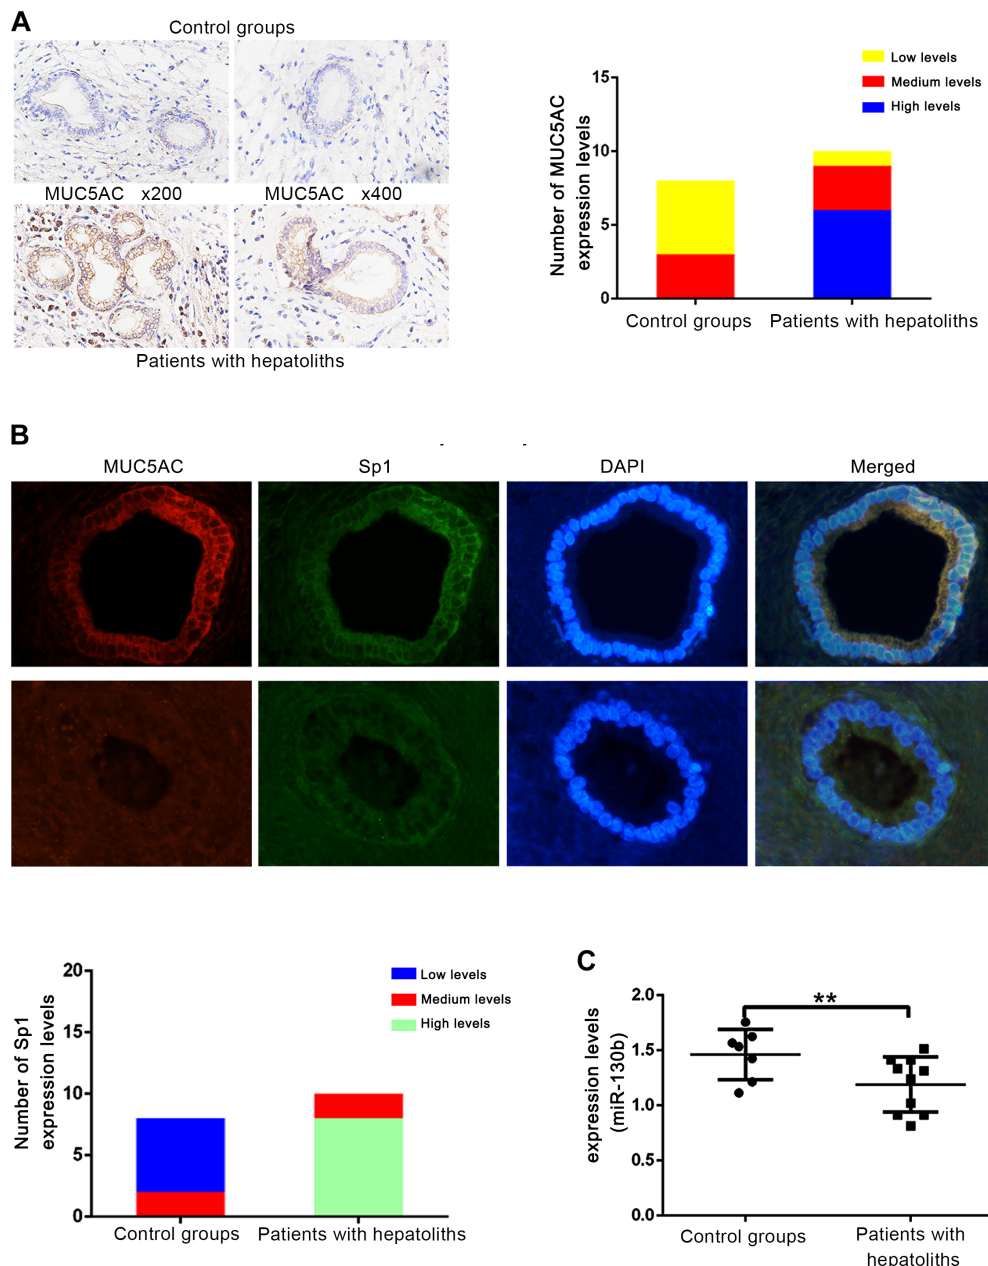 A
Control groups
MUC5AC x200
MUC5AC x400
Patients with hepatoliths
Number of MUC5AC
expression levels
15
10
5
0
Low levels
Medium levels
High levels
Control groups
Patients with hepatoliths
B
MUC5AC
Sp1
DAPI
Merged
Number of Sp1
expression levels
20
15
10
5
0
Low levels
Medium levels
High levels
Control groups
Patients with hepatoliths
C
expression levels
(miR-130b)
2.0
1.5
1.0
0.5
0.0
**
Control groups
Patients with
hepatoliths